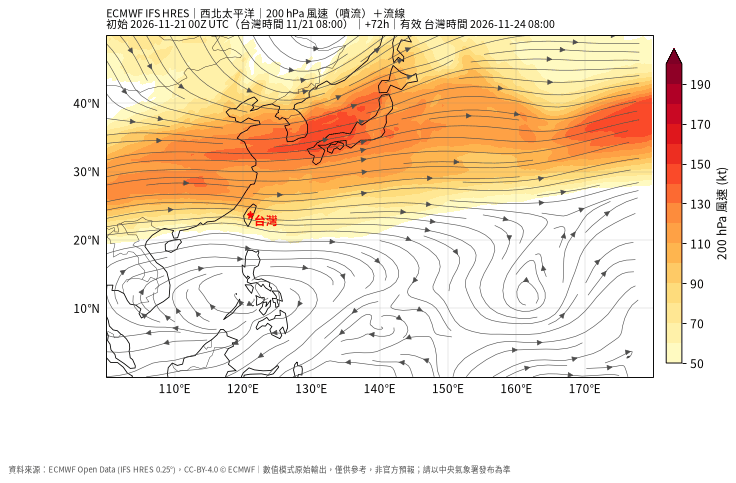 ECMWF IFS HRES｜西北太平洋｜200 hPa 風速（噴流）＋流線
初始 2026-11-21 00Z UTC（台灣時間 11/21 08:00）｜+72h｜有效 台灣時間 2026-11-24 08:00
40°N
30°N
20°N
10°N
台灣
110°E
120°E
130°E
140°E
150°E
160°E
170°E
190
170
150
130
110
90
70
50
200 hPa 風速 (kt)
資料來源：ECMWF Open Data (IFS HRES 0.25°)，CC-BY-4.0 © ECMWF｜數值模式原始輸出，僅供參考，非官方預報；請以中央氣象署發布為準